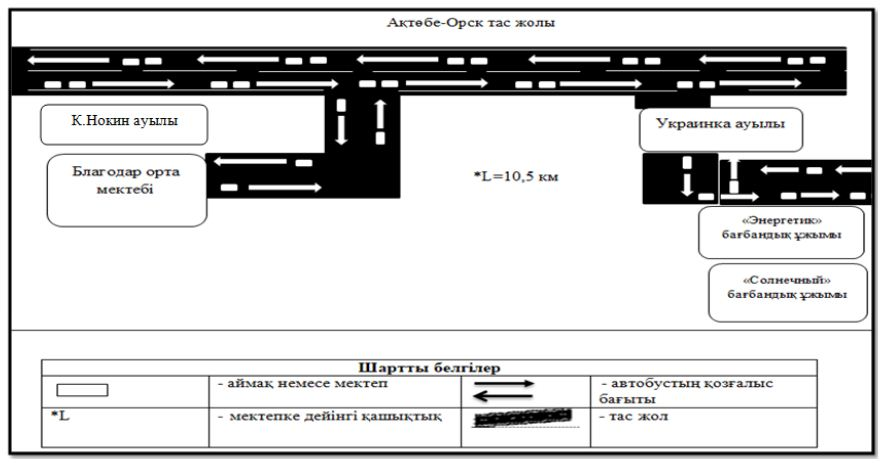 Ақтөбе-Орск тас жолы
К.Нокин ауылы
Украинка ауылы
Благодар орта
мектебі
*L=10,5 км
«Энергетик»
бағбандық ұжымы
«Солнечный»
бағбандық ұжымы
Шартты белгілер
- аймақ немесе мектеп
- автобустың қозғалыс
бағыты
*L
- мектепке дейінгі қашықтық
- тас жол